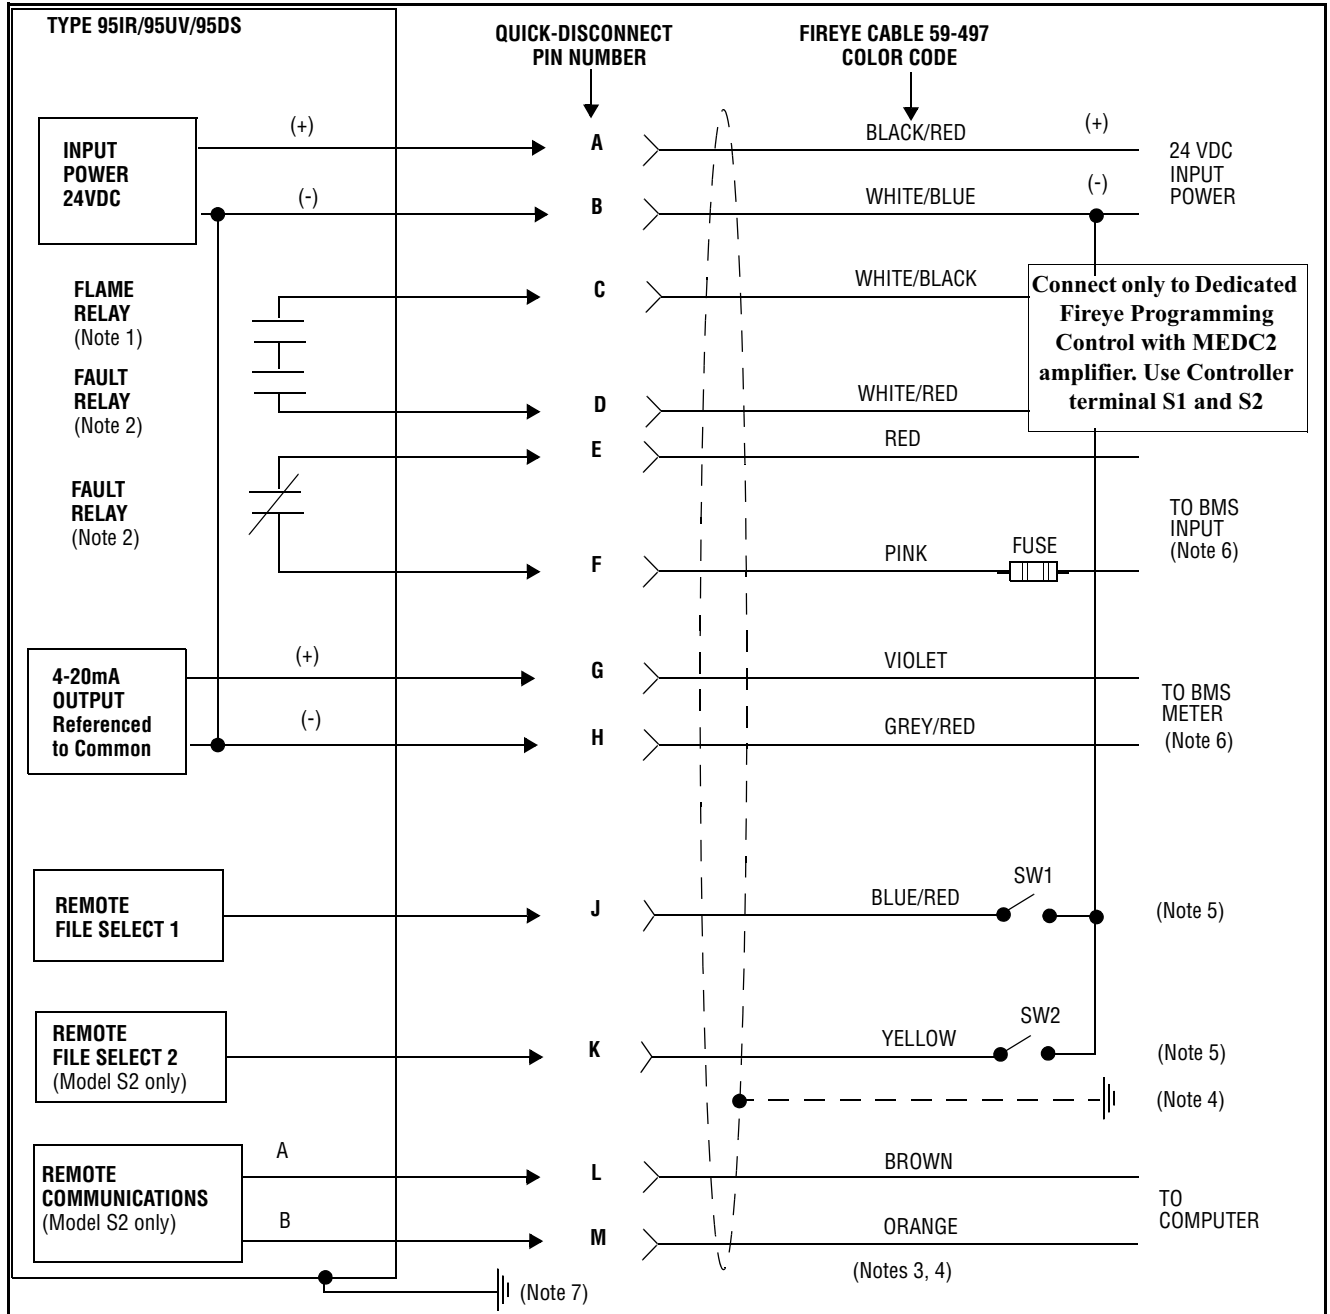 TYPE 95IR/95UV/95DS
QUICK-DISCONNECT
PIN NUMBER
FIREYE CABLE 59-497
COLOR CODE
INPUT
POWER
24VDC
(+)
A
BLACK/RED
(+)
24 VDC
INPUT
POWER
(-)
B
WHITE/BLUE
(-)
FLAME
RELAY
(Note 1)
C
WHITE/BLACK
Connect only to Dedicated
Fireye Programming
Control with MEDC2
amplifier. Use Controller
terminal S1 and S2
FAULT
RELAY
(Note 2)
D
WHITE/RED
E
RED
FAULT
RELAY
(Note 2)
TO BMS
INPUT
(Note 6)
F
PINK
FUSE
4-20mA
OUTPUT
Referenced
to Common
(+)
G
VIOLET
TO BMS
METER
(Note 6)
(-)
H
GREY/RED
REMOTE
FILE SELECT 1
J
BLUE/RED
SW1
(Note 5)
REMOTE
FILE SELECT 2
(Model S2 only)
K
YELLOW
SW2
(Note 5)
(Note 4)
REMOTE
COMMUNICATIONS
(Model S2 only)
A
L
BROWN
TO
COMPUTER
B
M
ORANGE
(Notes 3, 4)
(Note 7)